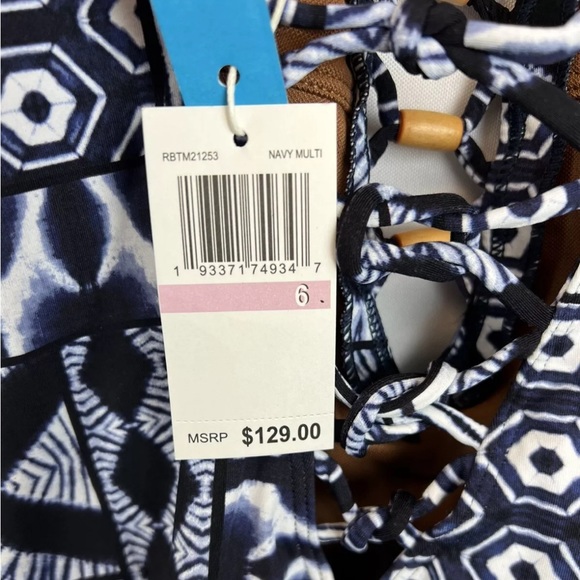 RBTM21253 NAVY MULTI
1 93371 74934 7
6 .
MSRP $129.00